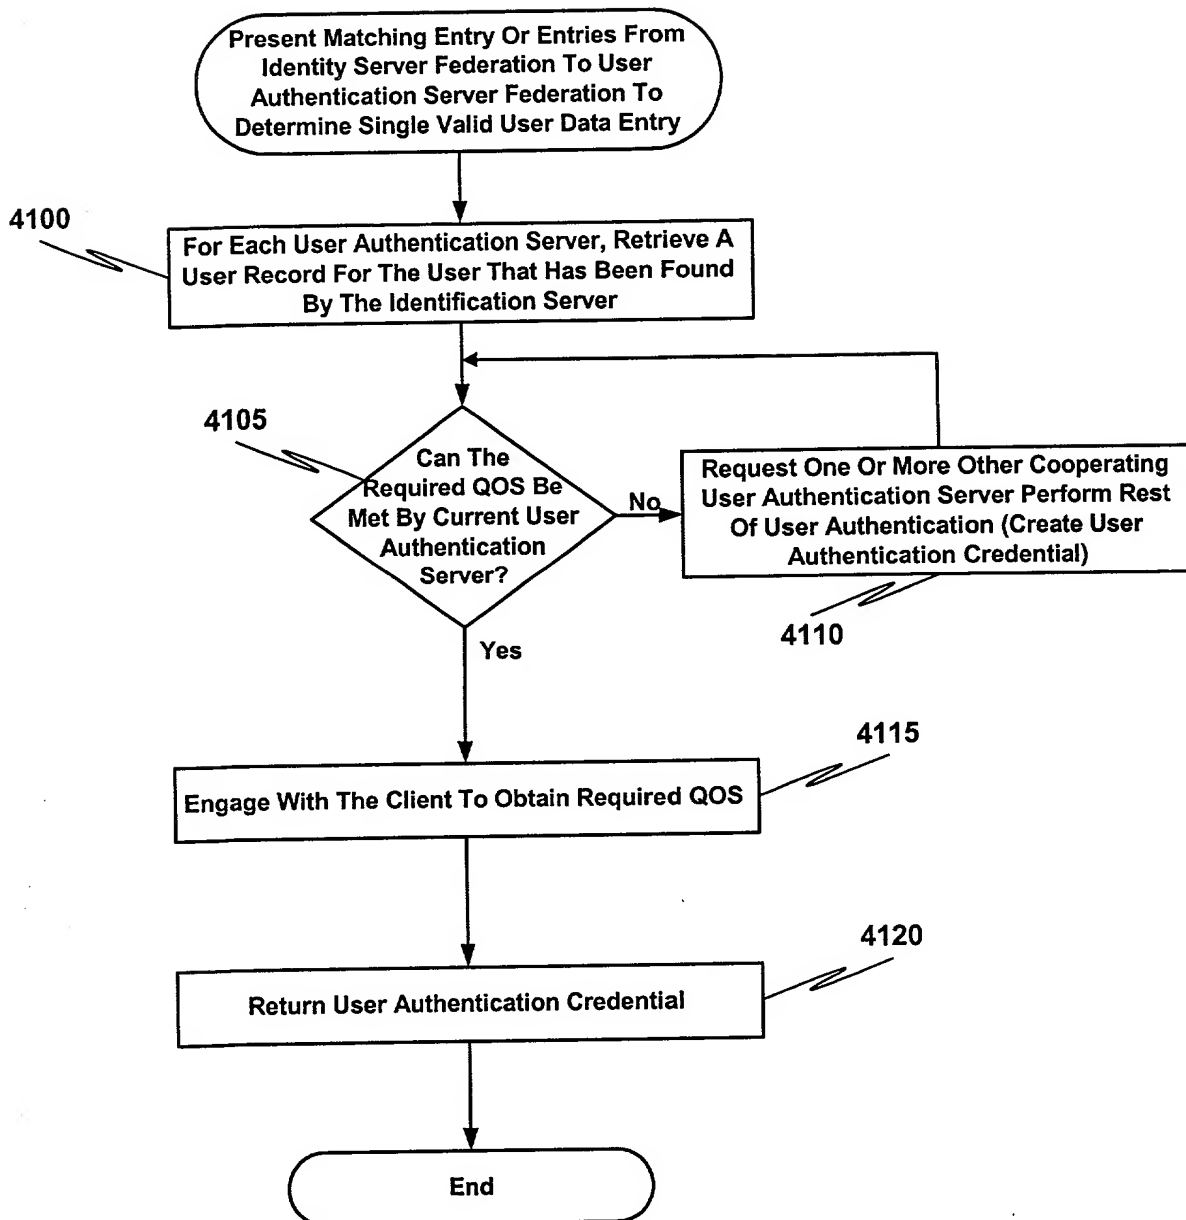 Present Matching Entry Or Entries From
Identity Server Federation To User
Authentication Server Federation To
Determine Single Valid User Data Entry
4100
For Each User Authentication Server, Retrieve A
User Record For The User That Has Been Found
By The Identification Server
4105
Can The
Required QOS Be
Met By Current User
Authentication
Server?
No
Request One Or More Other Cooperating
User Authentication Server Perform Rest
Of User Authentication (Create User
Authentication Credential)
4110
Yes
4115
Engage With The Client To Obtain Required QOS
4120
Return User Authentication Credential
End